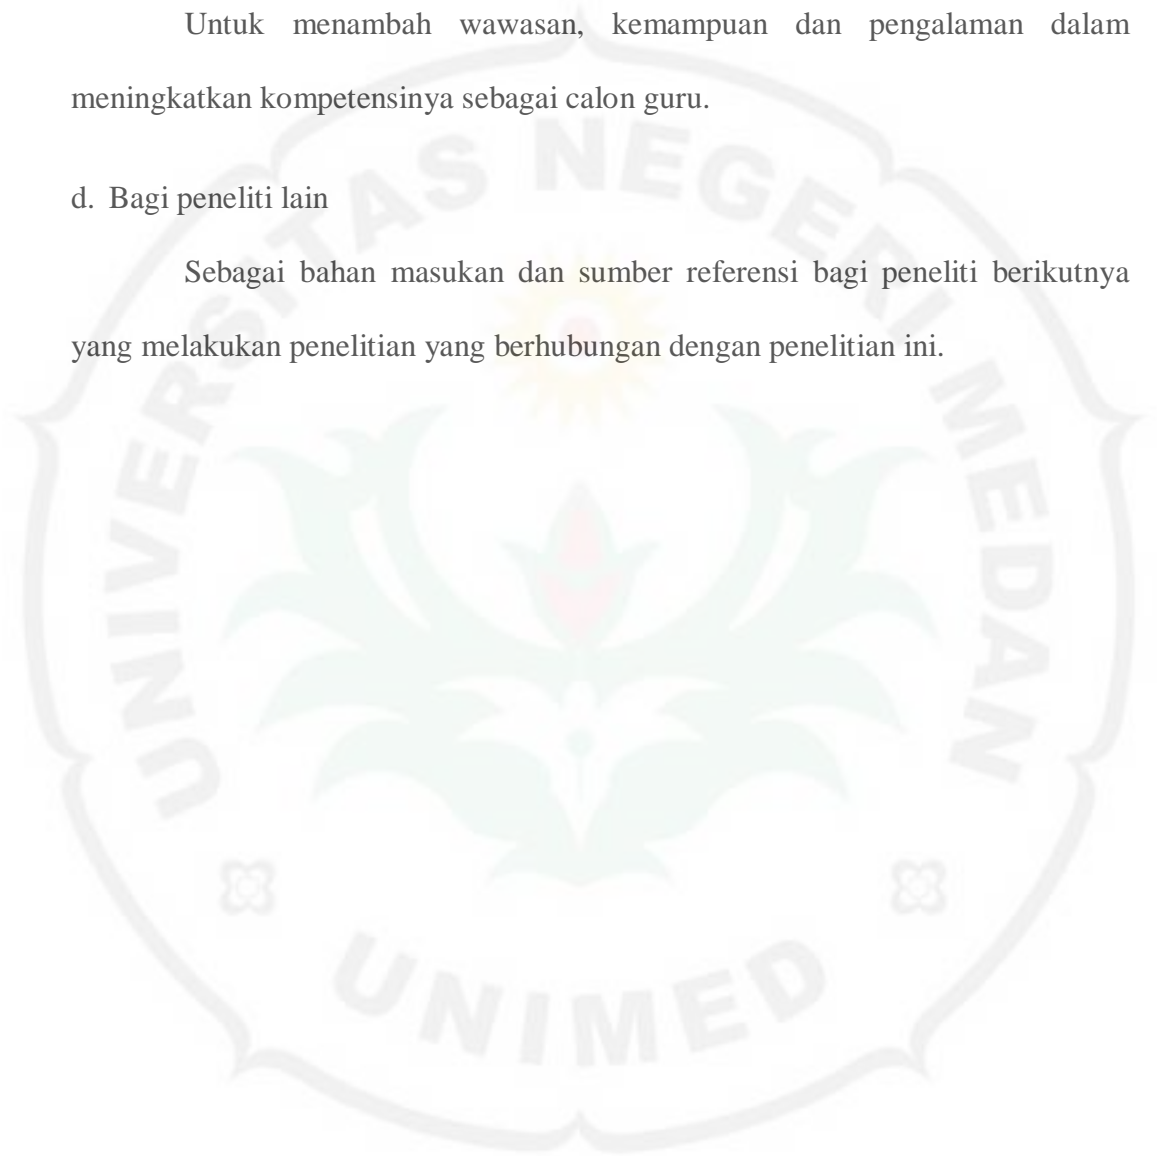 Untuk menambah wawasan, kemampuan dan pengalaman dalam
meningkatkan kompetensinya sebagai calon guru.
d. Bagi peneliti lain
Sebagai bahan masukan dan sumber referensi bagi peneliti berikutnya
yang melakukan penelitian yang berhubungan dengan penelitian ini.
UNIVERSITAS NEGERI MEDAN
UNIMED